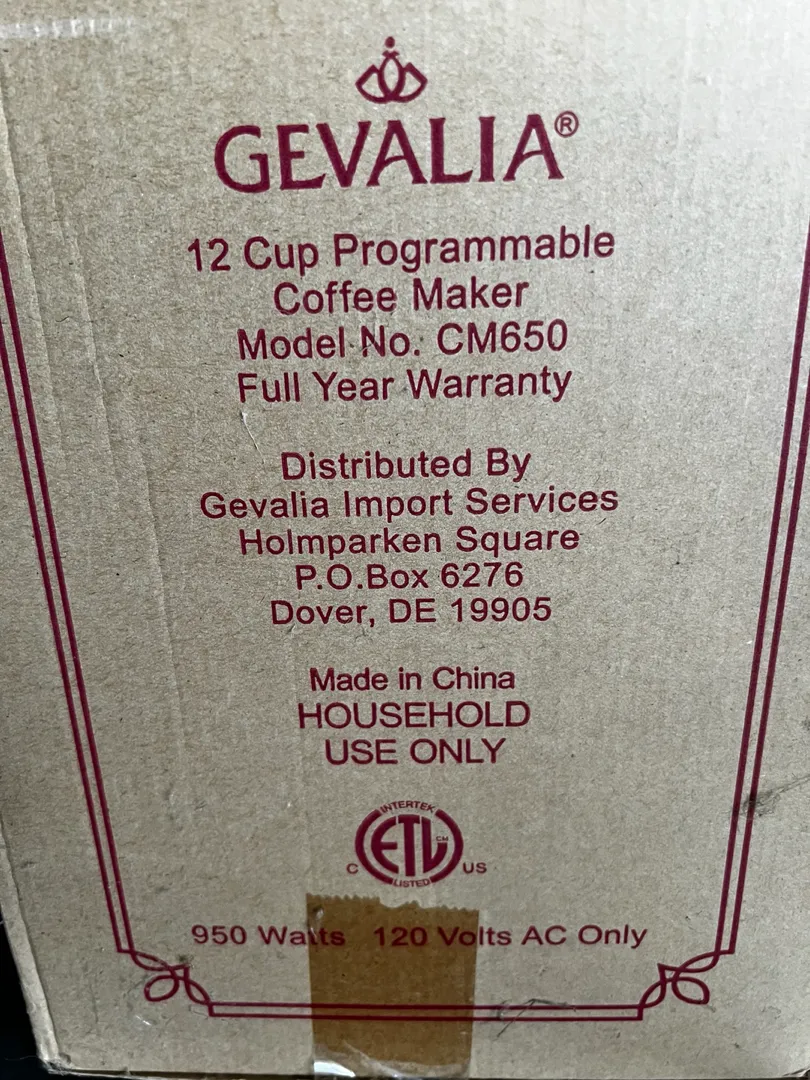 GEVALIA®
12 Cup Programmable
Coffee Maker
Model No. CM650
Full Year Warranty
Distributed By
Gevalia Import Services
Holmparken Square
P.O.Box 6276
Dover, DE 19905
Made in China
HOUSEHOLD
USE ONLY
INTERTEK
ETL CM
C US
LISTED
950 Watts 120 Volts AC Only